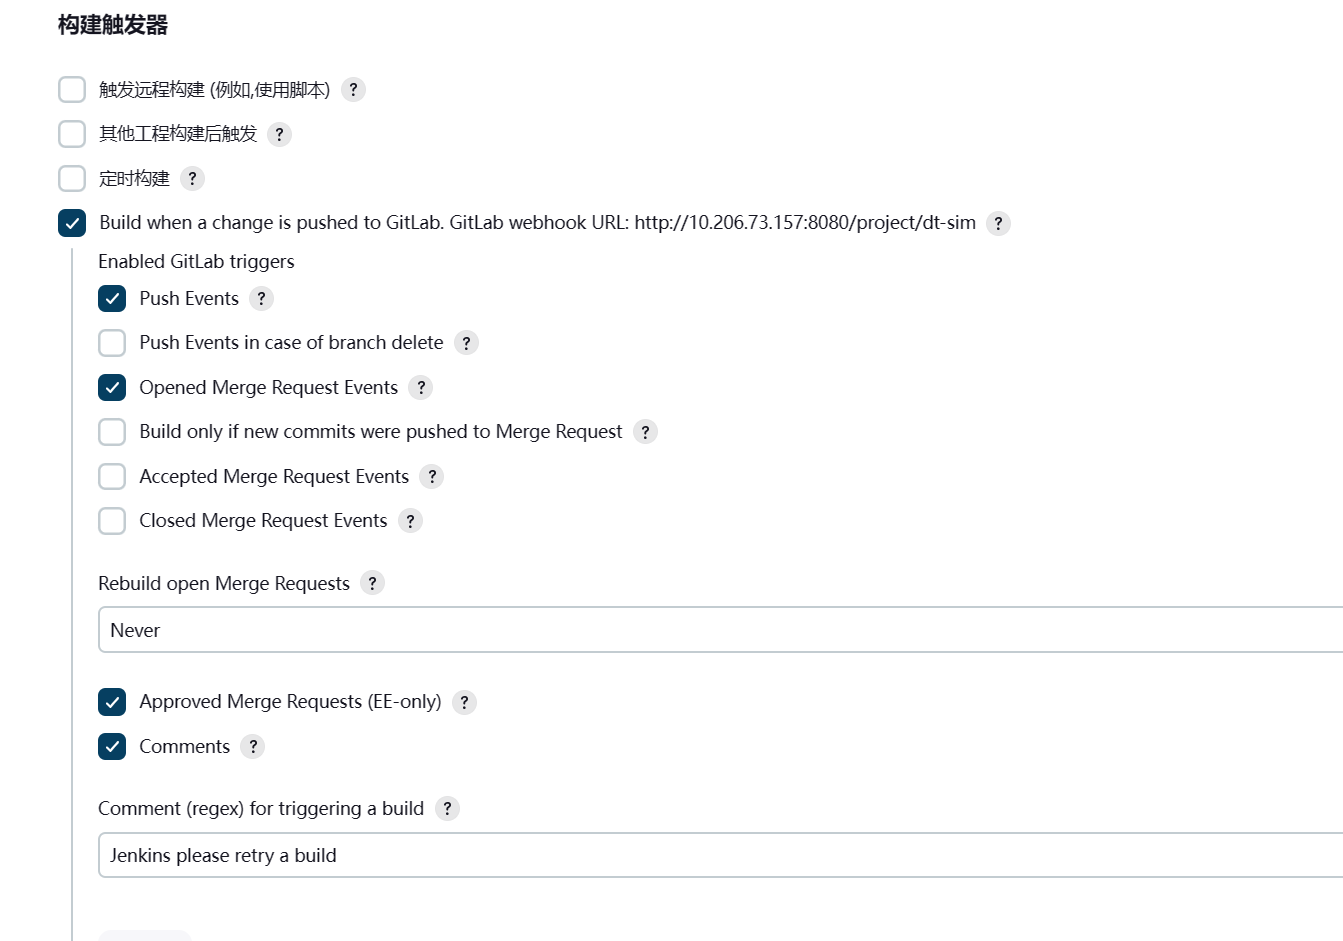 构建触发器
触发远程构建 (例如,使用脚本) ?
其他工程构建后触发 ?
定时构建 ?
Build when a change is pushed to GitLab. GitLab webhook URL: http://10.206.73.157:8080/project/dt-sim ?
Enabled GitLab triggers
Push Events ?
Push Events in case of branch delete ?
Opened Merge Request Events ?
Build only if new commits were pushed to Merge Request ?
Accepted Merge Request Events ?
Closed Merge Request Events ?
Rebuild open Merge Requests ?
Never
Approved Merge Requests (EE-only) ?
Comments ?
Comment (regex) for triggering a build ?
Jenkins please retry a build